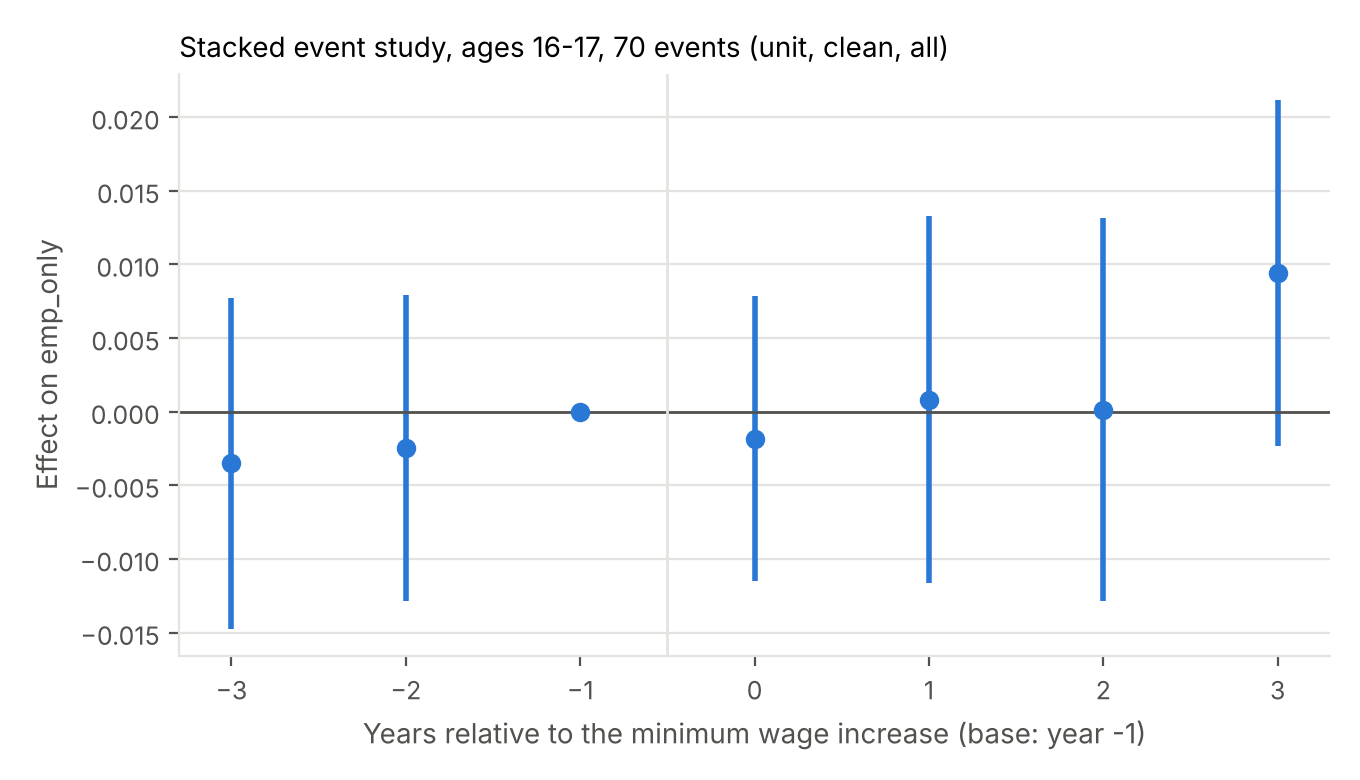 Stacked event study, ages 16-17, 70 events (unit, clean, all)
Effect on emp_only
0.020
0.015
0.010
0.005
0.000
−0.005
−0.010
−0.015
−3 −2 −1 0 1 2 3
Years relative to the minimum wage increase (base: year -1)